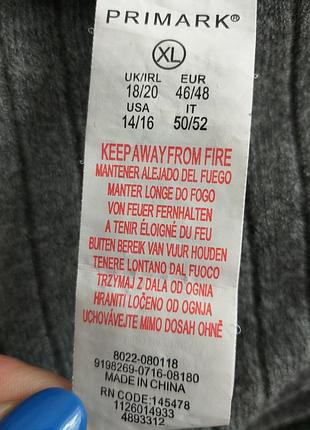 PRIMARK®
XL
UK/IRL EUR
18/20 46/48
USA IT
14/16 50/52
KEEP AWAY FROM FIRE
MANTENER ALEJADO DEL FUEGO
MANTER LONGE DO FOGO
VON FEUER FERNHALTEN
A TENIR ÉLOIGNÉ DU FEU
BUITEN BEREIK VAN VUUR HOUDEN
TENERE LONTANO DAL FUOCO
TRZYMAJ Z DALA OD OGNIA
HRANITI LOČENO OD OGNJA
UCHOVÁVEJTE MIMO DOSAH OHNĚ
8022-080118
9198269-0716-08180
MADE IN CHINA
RN CODE: 145478
1126014933
4893312